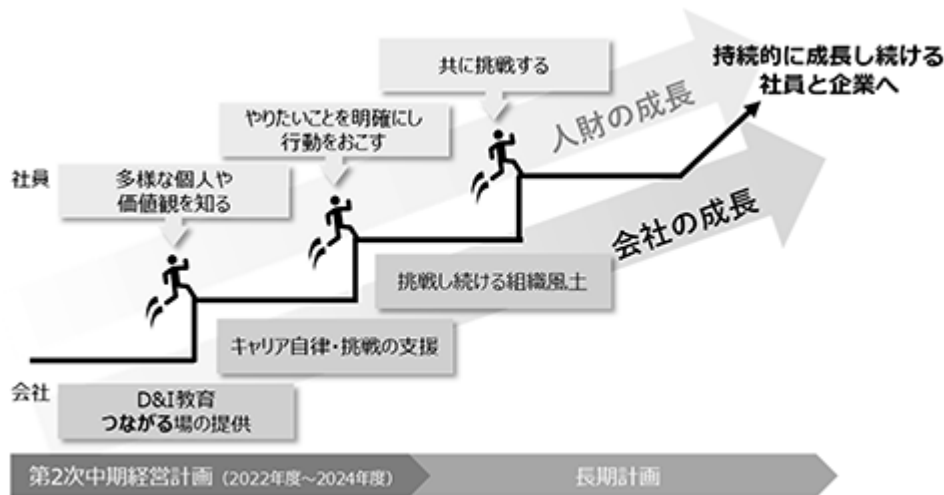 共に挑戦する
持続的に成長し続ける
社員と企業へ
人財の成長
やりたいことを明確にし
行動をおこす
社員
多様な個人や
価値観を知る
会社の成長
挑戦し続ける組織風土
キャリア自律・挑戦の支援
会社
D&I教育
つながる場の提供
第2次中期経営計画（2022年度～2024年度）
長期計画